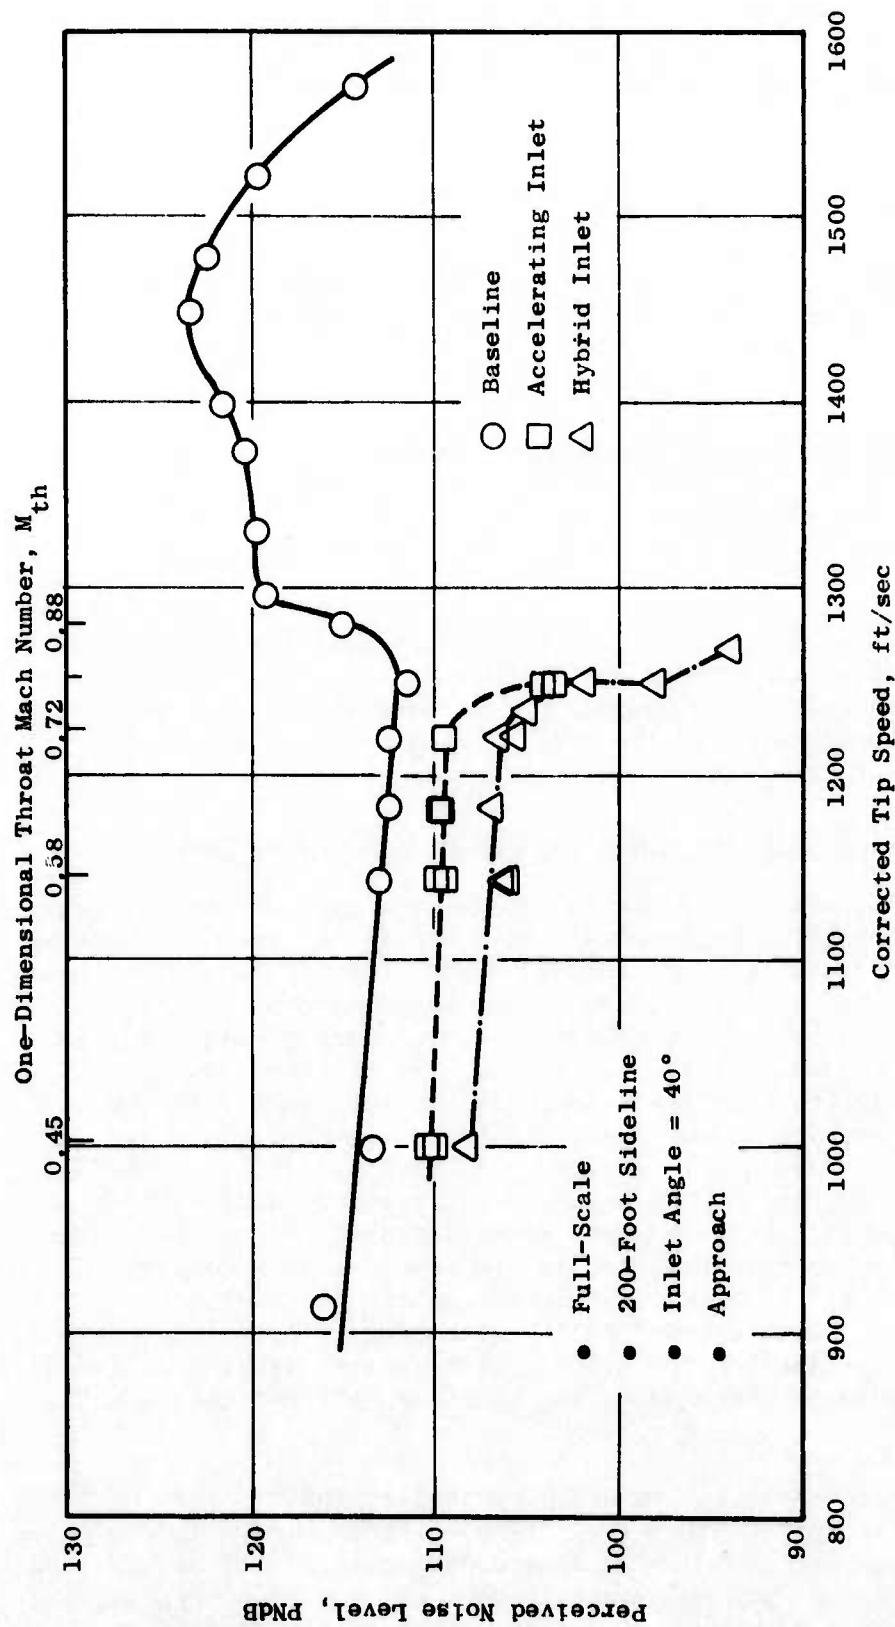 One-Dimensional Throat Mach Number, M_th
0.45 0.58 0.72 0.88
130
120
110
100
90
Perceived Noise Level, PNdB
Baseline
Accelerating Inlet
Hybrid Inlet
● Full-Scale
● 200-Foot Sideline
● Inlet Angle = 40°
● Approach
800 900 1000 1100 1200 1300 1400 1500 1600
Corrected Tip Speed, ft/sec